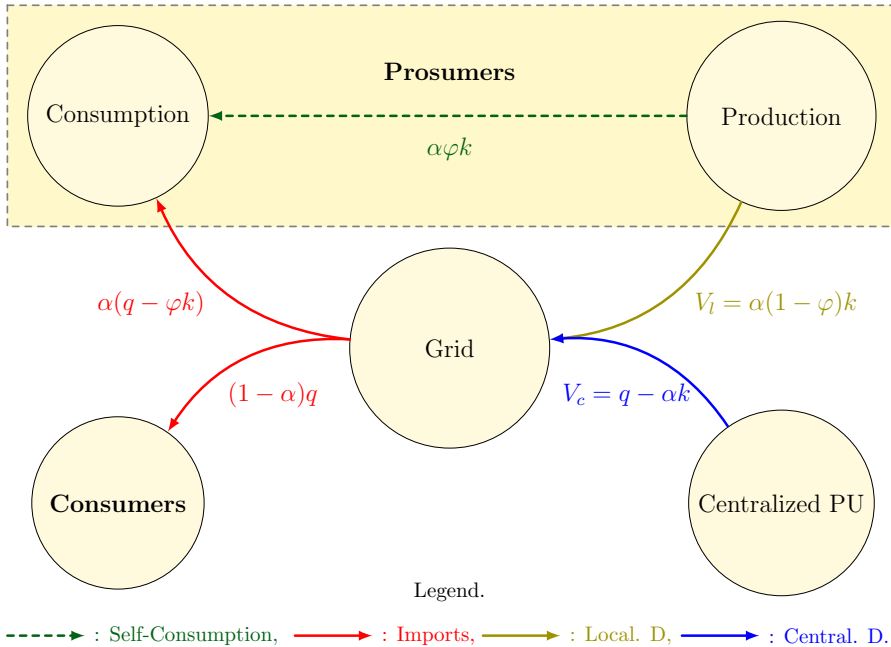 Prosumers
Consumption
Production
αφk
α(q − φk)
V_l = α(1 − φ)k
Grid
(1 − α)q
V_c = q − αk
Consumers
Centralized PU
Legend.
: Self-Consumption, : Imports, : Local. D, : Central. D.